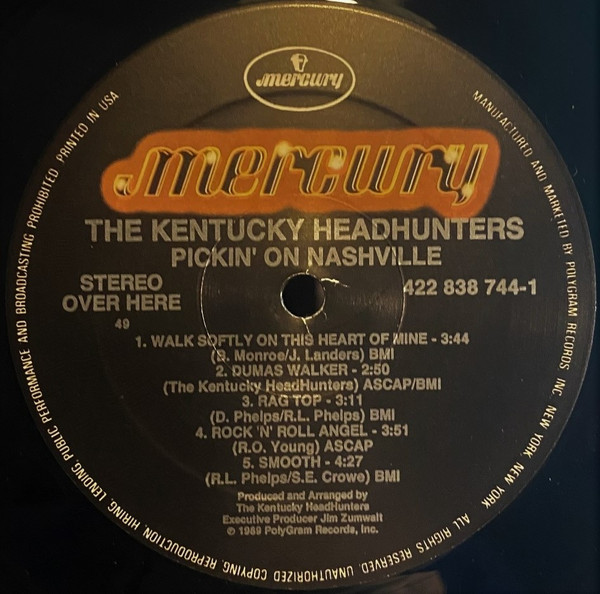 mercury
mercury
THE KENTUCKY HEADHUNTERS
PICKIN' ON NASHVILLE
STEREO
OVER HERE
422 838 744-1
49
1. WALK SOFTLY ON THIS HEART OF MINE - 3:44
(B. Monroe/J. Landers) BMI
2. DUMAS WALKER - 2:50
(The Kentucky HeadHunters) ASCAP/BMI
3. RAG TOP - 3:11
(D. Phelps/R.L. Phelps) BMI
4. ROCK 'N' ROLL ANGEL - 3:51
(R.O. Young) ASCAP
5. SMOOTH - 4:27
(R.L. Phelps/S.E. Crowe) BMI
Produced and Arranged by
The Kentucky HeadHunters
Executive Producer Jim Zumwalt
℗ 1989 PolyGram Records, Inc.
MANUFACTURED AND MARKETED BY POLYGRAM RECORDS, INC. NEW YORK, NEW YORK
ALL RIGHTS RESERVED. UNAUTHORIZED COPYING, REPRODUCTION, HIRING, LENDING, PUBLIC PERFORMANCE AND BROADCASTING PROHIBITED. PRINTED IN USA